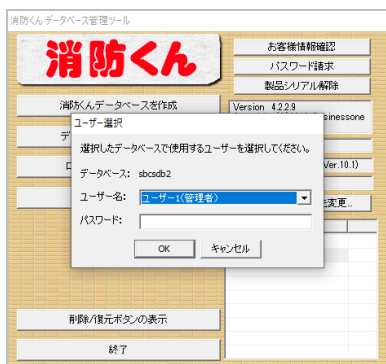 消防くん データベース管理ツール
消防くん
お客様情報確認
パスワード請求
製品シリアル解除
消防くんデータベースを作成
Version 4.2.2.9
sinessone
ユーザー選択
選択したデータベースで使用するユーザーを選択してください。
データベース: sbcsdb2
Ver.10.1)
ユーザー名: ユーザー1(管理者)
変更..
パスワード:
OK
キャンセル
削除/復元ボタンの表示
終了